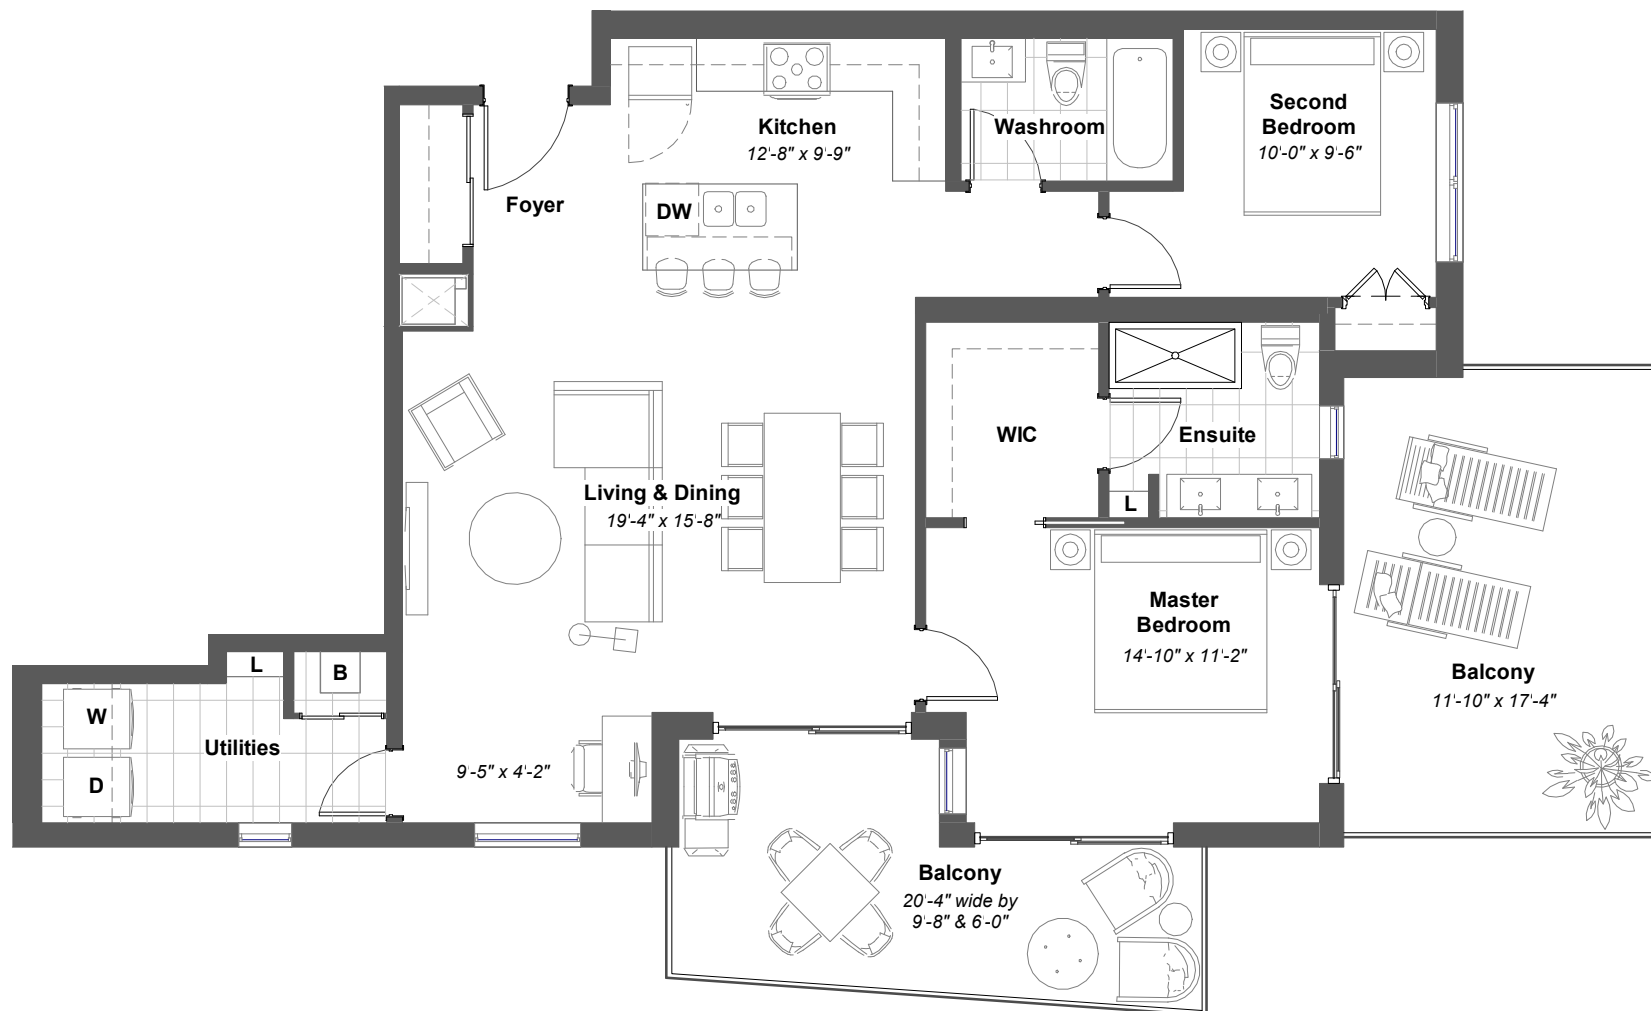 Kitchen
12'-8" x 9'-9"
Washroom
Second
Bedroom
10'-0" x 9'-6"
Foyer
DW
WIC
Ensuite
L
Living & Dining
19'-4" x 15'-8"
Master
Bedroom
14'-10" x 11'-2"
Balcony
11'-10" x 17'-4"
L
B
W
Utilities
D
9'-5" x 4'-2"
Balcony
20'-4" wide by
9'-8" & 6'-0"